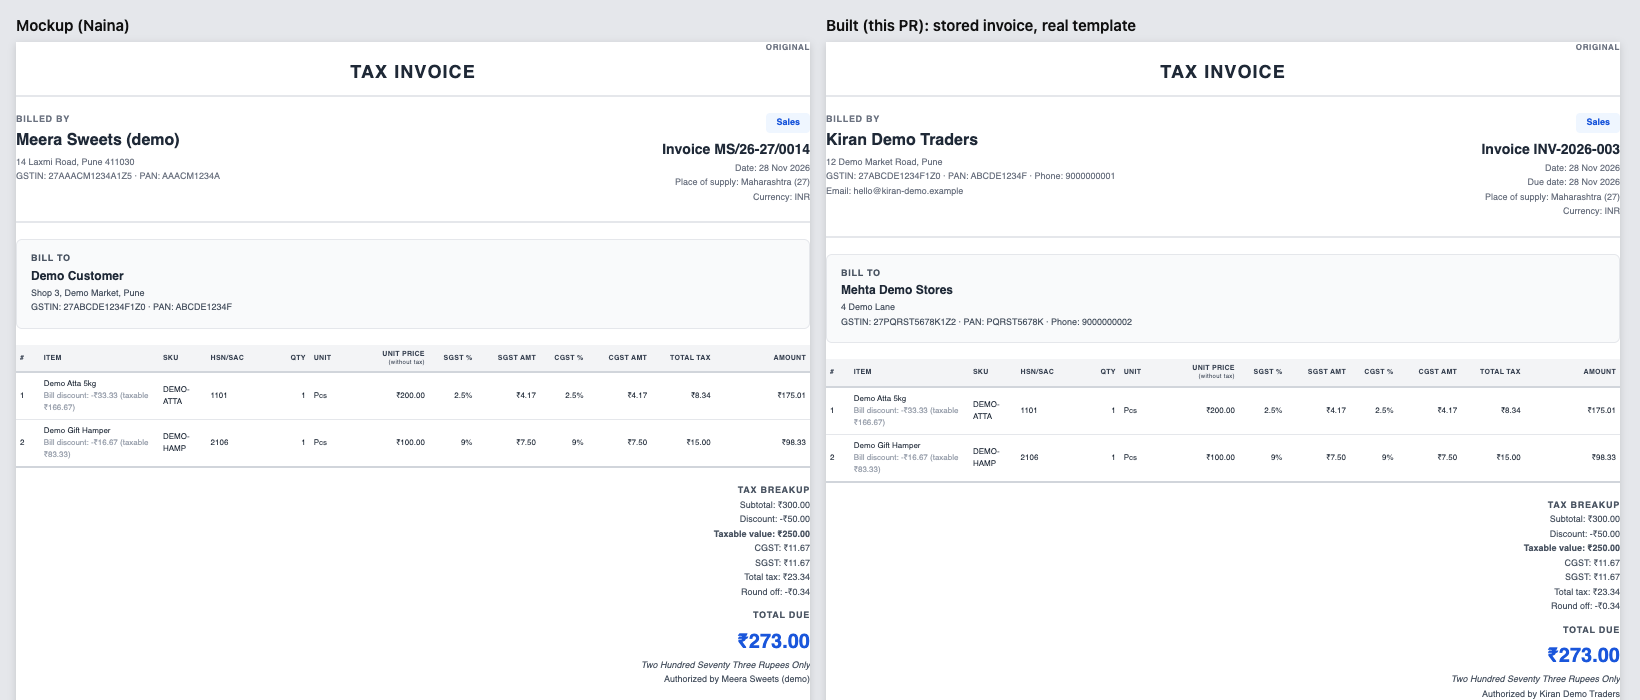 Mockup (Naina)
ORIGINAL
TAX INVOICE
BILLED BY
Meera Sweets (demo)
14 Laxmi Road, Pune 411030
GSTIN: 27AAACM1234A1Z5 · PAN: AAACM1234A
Sales
Invoice MS/26-27/0014
Date: 28 Nov 2026
Place of supply: Maharashtra (27)
Currency: INR
BILL TO
Demo Customer
Shop 3, Demo Market, Pune
GSTIN: 27ABCDE1234F1Z0 · PAN: ABCDE1234F
# ITEM SKU HSN/SAC QTY UNIT UNIT PRICE (without tax) SGST % SGST AMT CGST % CGST AMT TOTAL TAX AMOUNT
1 Demo Atta 5kg DEMO-ATTA 1101 1 Pcs ₹200.00 2.5% ₹4.17 2.5% ₹4.17 ₹8.34 ₹175.01
Bill discount: -₹33.33 (taxable
₹166.67)
2 Demo Gift Hamper DEMO-HAMP 2106 1 Pcs ₹100.00 9% ₹7.50 9% ₹7.50 ₹15.00 ₹98.33
Bill discount: -₹16.67 (taxable
₹83.33)
TAX BREAKUP
Subtotal: ₹300.00
Discount: -₹50.00
Taxable value: ₹250.00
CGST: ₹11.67
SGST: ₹11.67
Total tax: ₹23.34
Round off: -₹0.34
TOTAL DUE
₹273.00
Two Hundred Seventy Three Rupees Only
Authorized by Meera Sweets (demo)
Built (this PR): stored invoice, real template
ORIGINAL
TAX INVOICE
BILLED BY
Kiran Demo Traders
12 Demo Market Road, Pune
GSTIN: 27ABCDE1234F1Z0 · PAN: ABCDE1234F · Phone: 9000000001
Email: hello@kiran-demo.example
Sales
Invoice INV-2026-003
Date: 28 Nov 2026
Due date: 28 Nov 2026
Place of supply: Maharashtra (27)
Currency: INR
BILL TO
Mehta Demo Stores
4 Demo Lane
GSTIN: 27PQRST5678K1Z2 · PAN: PQRST5678K · Phone: 9000000002
# ITEM SKU HSN/SAC QTY UNIT UNIT PRICE (without tax) SGST % SGST AMT CGST % CGST AMT TOTAL TAX AMOUNT
1 Demo Atta 5kg DEMO-ATTA 1101 1 Pcs ₹200.00 2.5% ₹4.17 2.5% ₹4.17 ₹8.34 ₹175.01
Bill discount: -₹33.33 (taxable
₹166.67)
2 Demo Gift Hamper DEMO-HAMP 2106 1 Pcs ₹100.00 9% ₹7.50 9% ₹7.50 ₹15.00 ₹98.33
Bill discount: -₹16.67 (taxable
₹83.33)
TAX BREAKUP
Subtotal: ₹300.00
Discount: -₹50.00
Taxable value: ₹250.00
CGST: ₹11.67
SGST: ₹11.67
Total tax: ₹23.34
Round off: -₹0.34
TOTAL DUE
₹273.00
Two Hundred Seventy Three Rupees Only
Authorized by Kiran Demo Traders